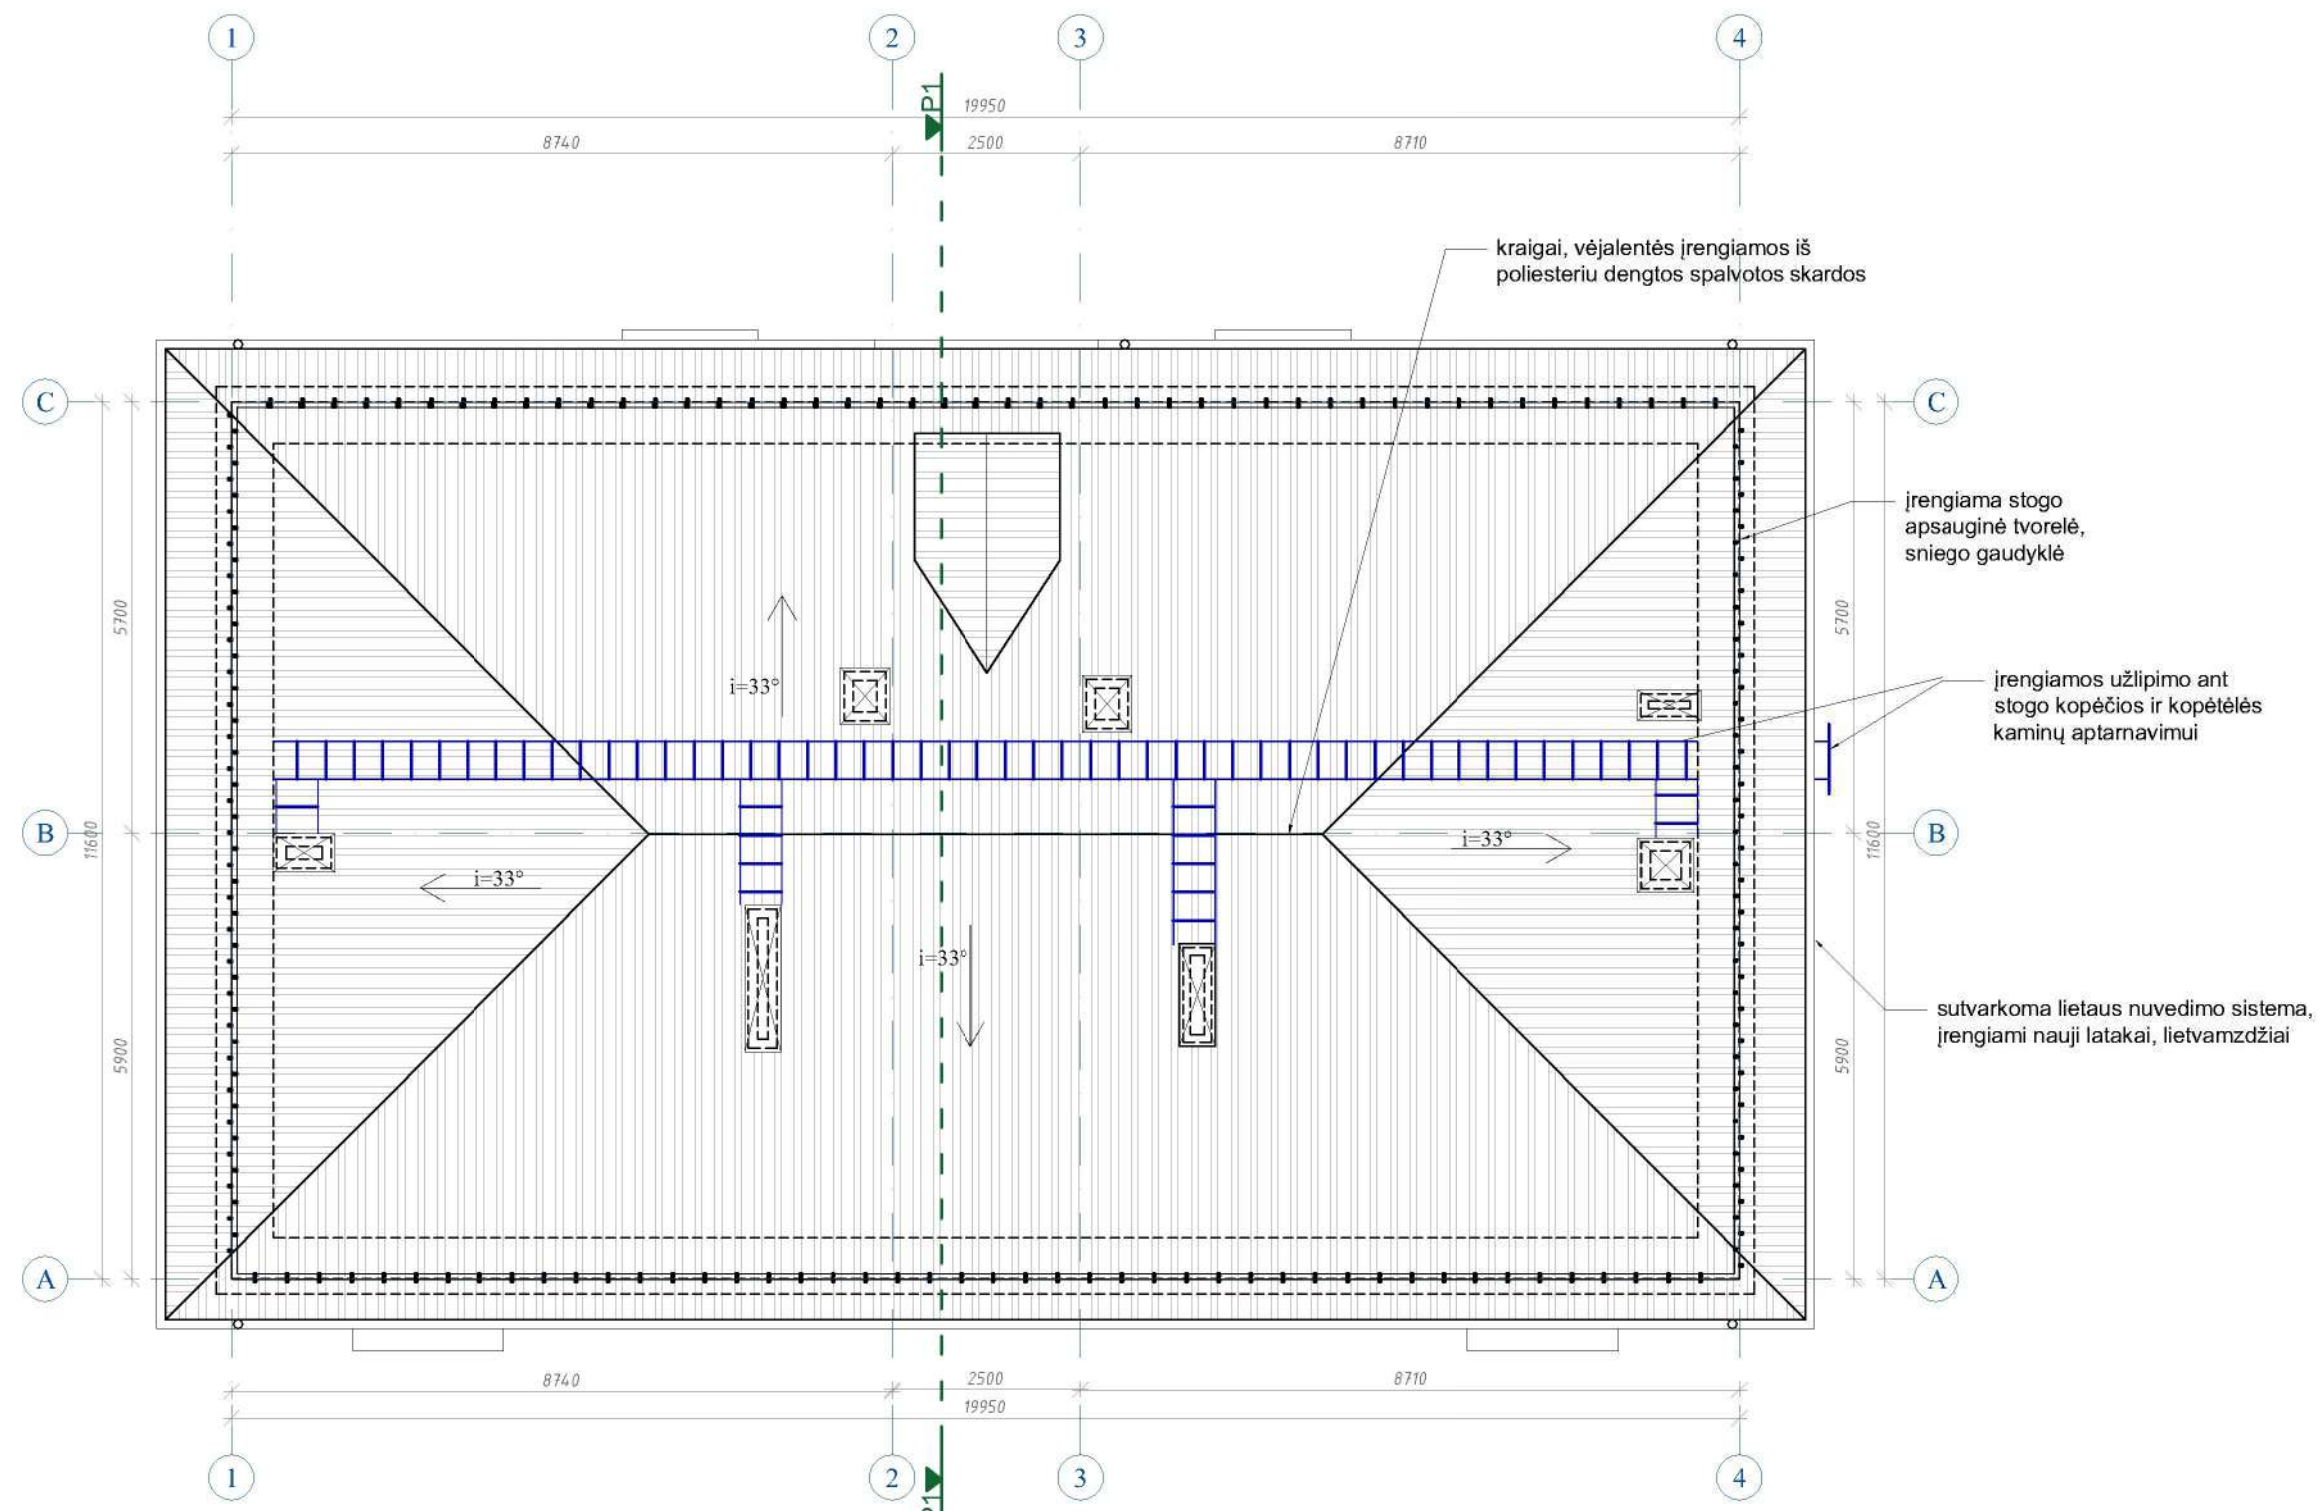 1
2
3
4
P1
19950
8740
2500
8710
kraigai, vėjalentės įrengiamos iš
poliesteriu dengtos spalvotos skardos
C
C
įrengiama stogo
apsauginė tvorelė,
sniego gaudyklė
5700
5700
i=33°
įrengiamos užlipimo ant
stogo kopėčios ir kopėtėlės
kaminų aptarnavimui
B
11600
i=33°
11600
B
i=33°
i=33°
sutvarkoma lietaus nuvedimo sistema,
įrengiami nauji latakai, lietvamzdžiai
5900
5900
A
A
8740
2500
8710
19950
1
2
3
4
P1